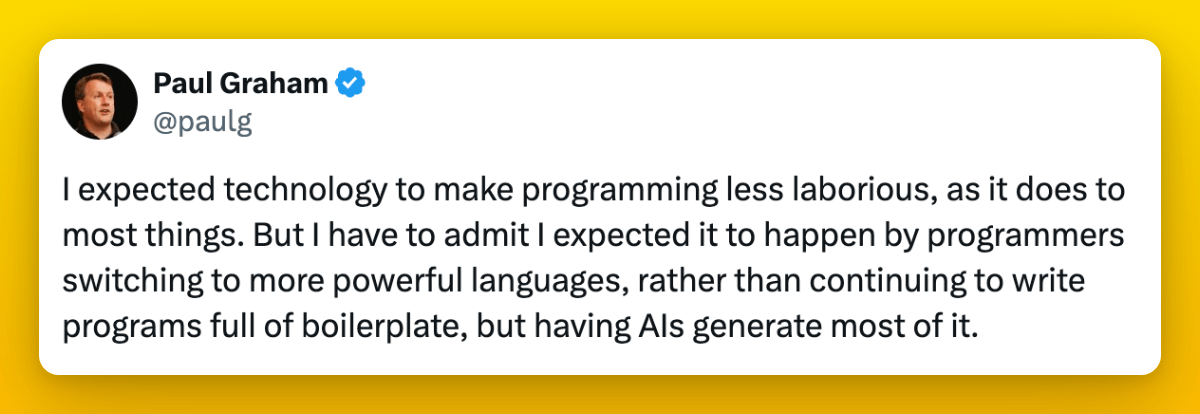 Paul Graham
@paulg
I expected technology to make programming less laborious, as it does to
most things. But I have to admit I expected it to happen by programmers
switching to more powerful languages, rather than continuing to write
programs full of boilerplate, but having AIs generate most of it.